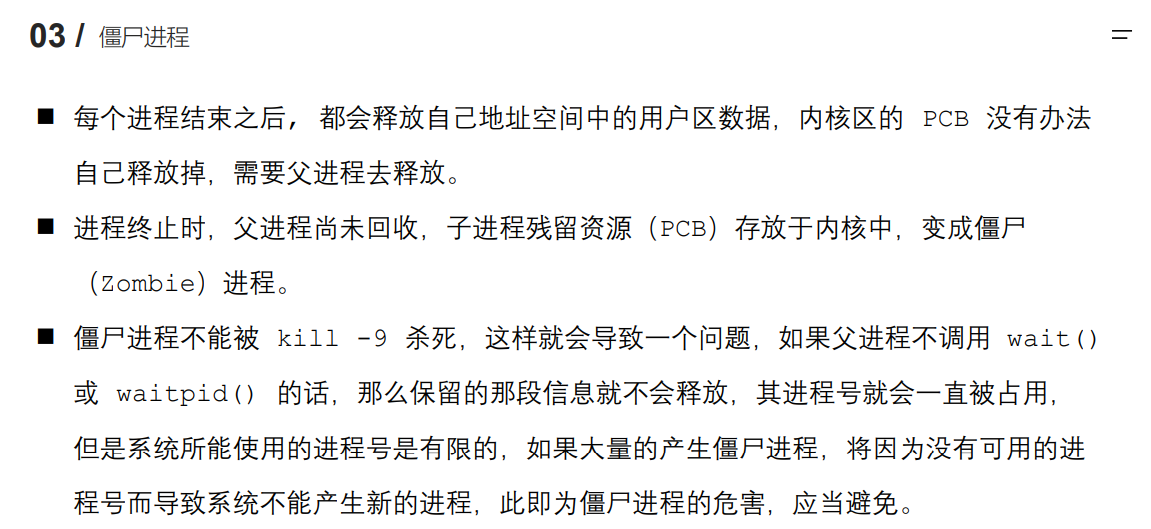 03 / 僵尸进程
■ 每个进程结束之后, 都会释放自己地址空间中的用户区数据，内核区的 PCB 没有办法
自己释放掉，需要父进程去释放。
■ 进程终止时，父进程尚未回收，子进程残留资源（PCB）存放于内核中，变成僵尸
（Zombie）进程。
■ 僵尸进程不能被 kill -9 杀死，这样就会导致一个问题，如果父进程不调用 wait()
或 waitpid() 的话，那么保留的那段信息就不会释放，其进程号就会一直被占用，
但是系统所能使用的进程号是有限的，如果大量的产生僵尸进程，将因为没有可用的进
程号而导致系统不能产生新的进程，此即为僵尸进程的危害，应当避免。